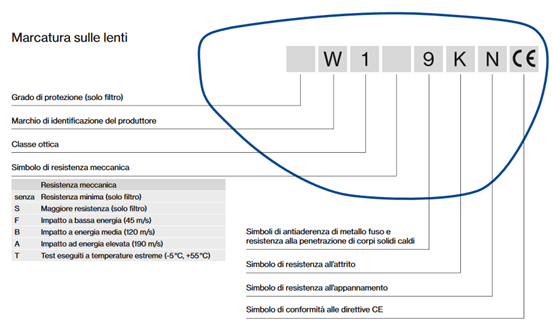 Marcatura sulle lenti
W 1 9 K N CE
Grado di protezione (solo filtro)
Marchio di identificazione del produttore
Classe ottica
Simbolo di resistenza meccanica
Resistenza meccanica
senza Resistenza minima (solo filtro)
S Maggiore resistenza (solo filtro)
F Impatto a bassa energia (45 m/s)
B Impatto a energia media (120 m/s)
A Impatto ad energia elevata (190 m/s)
T Test eseguiti a temperature estreme (-5°C, +55°C)
Simboli di antiaderenza di metallo fuso e
resistenza alla penetrazione di corpi solidi caldi
Simbolo di resistenza all'attrito
Simbolo di resistenza all'appannamento
Simbolo di conformità alle direttive CE